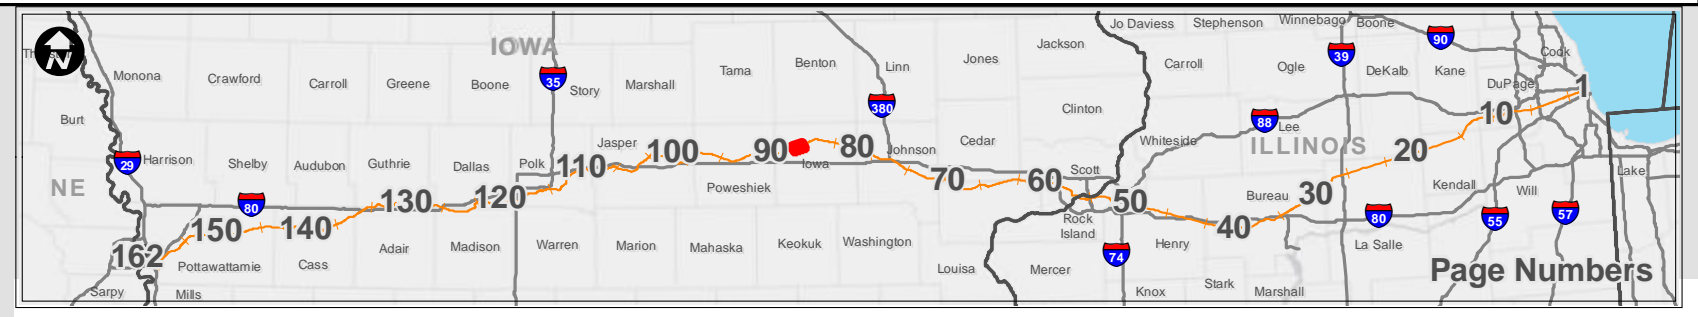 Jo Daviess Stephenson Winnebago Boone
IOWA
Jackson
N
Monona Crawford Carroll Greene Boone 35 Story Marshall Tama Benton Linn Jones Carroll Ogle 39 DeKalb 90 Kane Cook
DuPage 1
Burt
380
Clinton
10
88 Lee
Harrison Shelby Audubon Guthrie Dallas Polk Jasper Cedar Whiteside ILLINOIS
29
110 100 90 80 Johnson 20
Iowa
NE 80 130 120 Poweshiek 70 60 Scott 50 Bureau 30 Kendall Will Lake
162 150 140 Adair Madison Warren Marion Mahaska Keokuk Washington Rock
Island Henry 40 80 55 57
La Salle
74
Pottawattamie Cass Louisa Mercer
Stark
Sarpy Mills Knox Marshall
Page Numbers